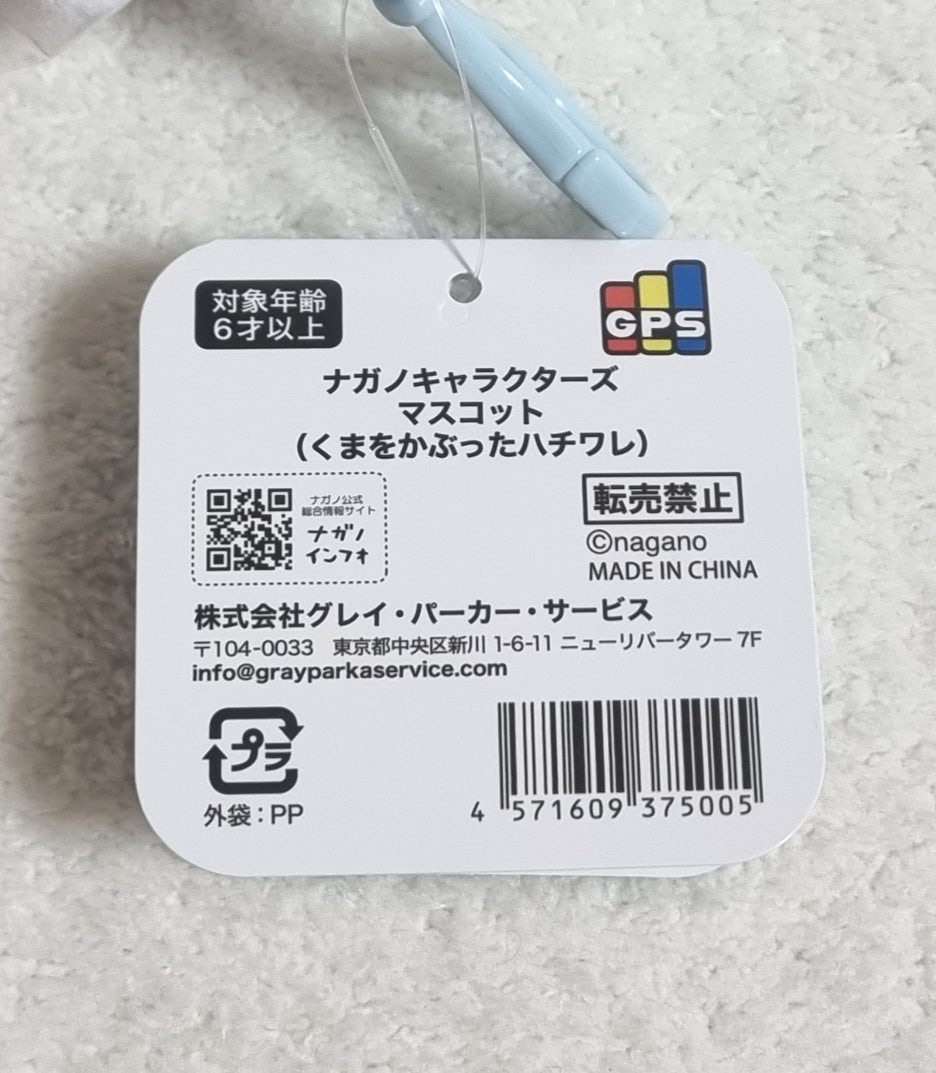 対象年齢
6才以上
GPS
ナガノキャラクターズ
マスコット
（くまをかぶったハチワレ）
ナガノ公式
総合情報サイト
ナガノ
インフォ
転売禁止
©nagano
MADE IN CHINA
株式会社グレイ・パーカー・サービス
〒104-0033 東京都中央区新川 1-6-11 ニューリバータワー 7F
info@grayparkaservice.com
プラ
外袋：PP
4 571609 375005